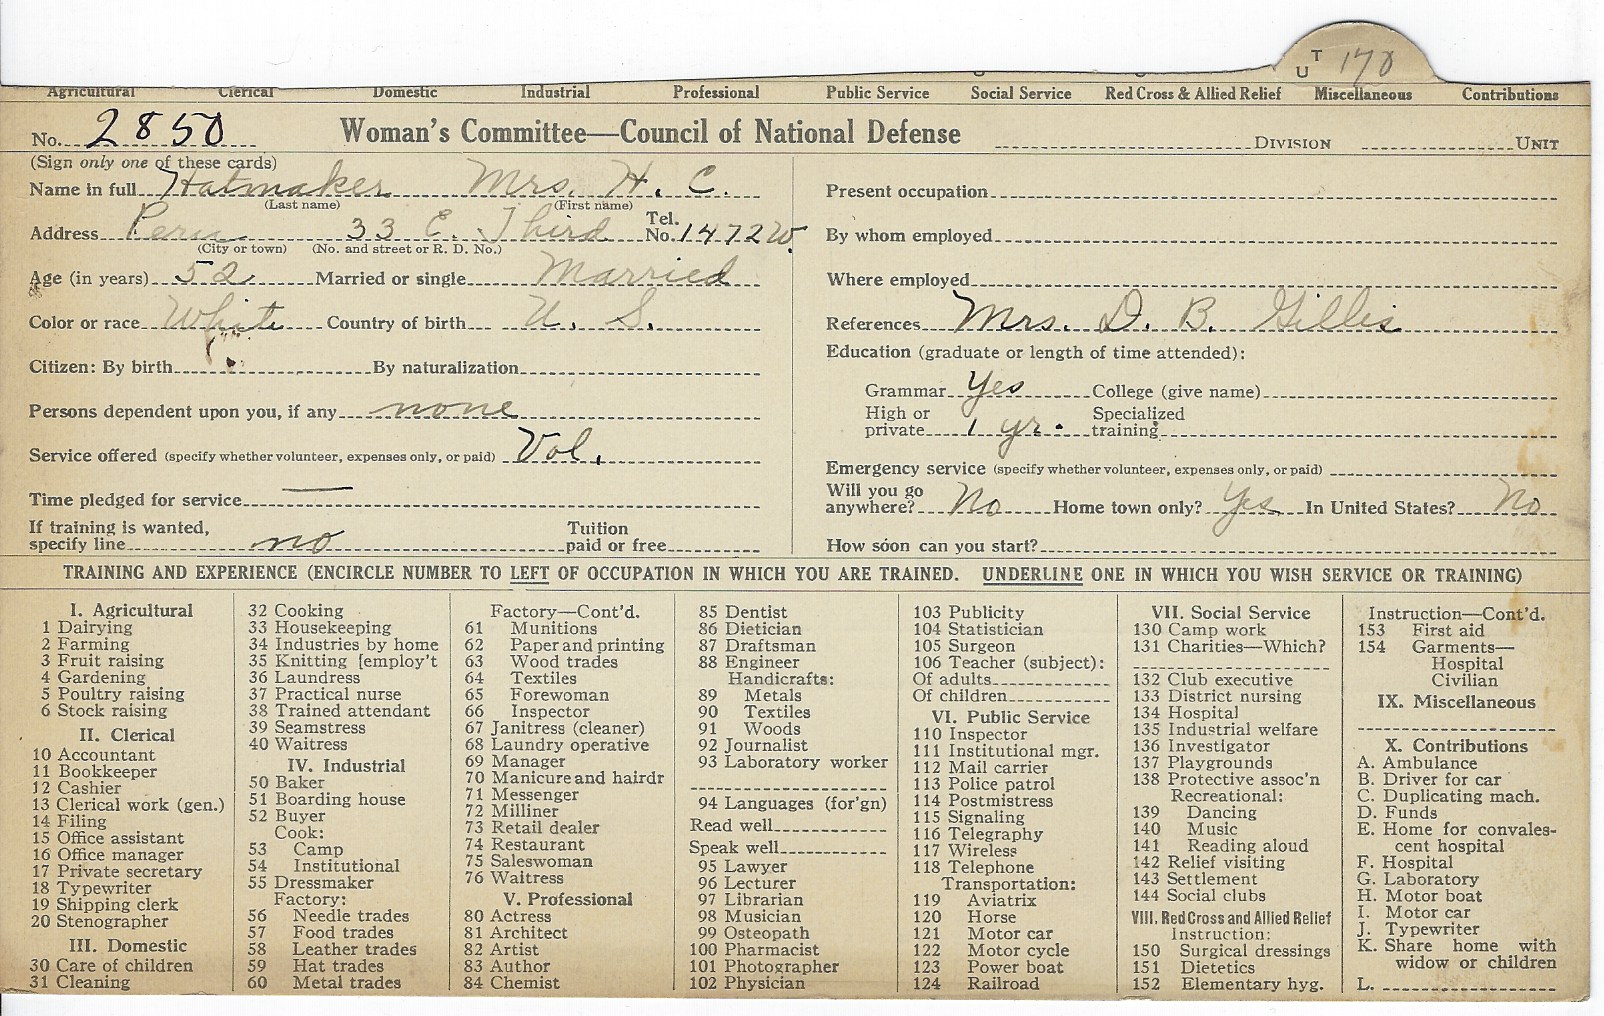 T
U 170
Agricultural Clerical Domestic Industrial Professional Public Service Social Service Red Cross & Allied Relief Miscellaneous Contributions
No. 2850 Woman's Committee—Council of National Defense DIVISION UNIT
(Sign only one of these cards)
Name in full Hatmaker Mrs. H. C.
(Last name) (First name)
Address Peru 33 E. Third Tel. No. 1472W
(City or town) (No. and street or R. D. No.)
Age (in years) 52 Married or single Married
Color or race White Country of birth U. S.
Citizen: By birth By naturalization
Persons dependent upon you, if any none
Service offered (specify whether volunteer, expenses only, or paid) Vol.
Time pledged for service —
If training is wanted, Tuition
specify line no paid or free
Present occupation
By whom employed
Where employed
References Mrs. D. B. Gillis
Education (graduate or length of time attended):
Grammar Yes College (give name)
High or Specialized
private 1 yr. training
Emergency service (specify whether volunteer, expenses only, or paid)
Will you go
anywhere? No Home town only? Yes In United States? No
How soon can you start?
TRAINING AND EXPERIENCE (ENCIRCLE NUMBER TO LEFT OF OCCUPATION IN WHICH YOU ARE TRAINED. UNDERLINE ONE IN WHICH YOU WISH SERVICE OR TRAINING)
I. Agricultural
1 Dairying
2 Farming
3 Fruit raising
4 Gardening
5 Poultry raising
6 Stock raising
II. Clerical
10 Accountant
11 Bookkeeper
12 Cashier
13 Clerical work (gen.)
14 Filing
15 Office assistant
16 Office manager
17 Private secretary
18 Typewriter
19 Shipping clerk
20 Stenographer
III. Domestic
30 Care of children
31 Cleaning
32 Cooking
33 Housekeeping
34 Industries by home
35 Knitting [employ't
36 Laundress
37 Practical nurse
38 Trained attendant
39 Seamstress
40 Waitress
IV. Industrial
50 Baker
51 Boarding house
52 Buyer
Cook:
53 Camp
54 Institutional
55 Dressmaker
Factory:
56 Needle trades
57 Food trades
58 Leather trades
59 Hat trades
60 Metal trades
Factory—Cont'd.
61 Munitions
62 Paper and printing
63 Wood trades
64 Textiles
65 Forewoman
66 Inspector
67 Janitress (cleaner)
68 Laundry operative
69 Manager
70 Manicure and hairdr
71 Messenger
72 Milliner
73 Retail dealer
74 Restaurant
75 Saleswoman
76 Waitress
V. Professional
80 Actress
81 Architect
82 Artist
83 Author
84 Chemist
85 Dentist
86 Dietician
87 Draftsman
88 Engineer
Handicrafts:
89 Metals
90 Textiles
91 Woods
92 Journalist
93 Laboratory worker
94 Languages (for'gn)
Read well
Speak well
95 Lawyer
96 Lecturer
97 Librarian
98 Musician
99 Osteopath
100 Pharmacist
101 Photographer
102 Physician
103 Publicity
104 Statistician
105 Surgeon
106 Teacher (subject):
Of adults
Of children
VI. Public Service
110 Inspector
111 Institutional mgr.
112 Mail carrier
113 Police patrol
114 Postmistress
115 Signaling
116 Telegraphy
117 Wireless
118 Telephone
Transportation:
119 Aviatrix
120 Horse
121 Motor car
122 Motor cycle
123 Power boat
124 Railroad
VII. Social Service
130 Camp work
131 Charities—Which?
132 Club executive
133 District nursing
134 Hospital
135 Industrial welfare
136 Investigator
137 Playgrounds
138 Protective assoc'n
Recreational:
139 Dancing
140 Music
141 Reading aloud
142 Relief visiting
143 Settlement
144 Social clubs
VIII. Red Cross and Allied Relief
Instruction:
150 Surgical dressings
151 Dietetics
152 Elementary hyg.
Instruction—Cont'd.
153 First aid
154 Garments—
Hospital
Civilian
IX. Miscellaneous
X. Contributions
A. Ambulance
B. Driver for car
C. Duplicating mach.
D. Funds
E. Home for convales-
cent hospital
F. Hospital
G. Laboratory
H. Motor boat
I. Motor car
J. Typewriter
K. Share home with
widow or children
L.